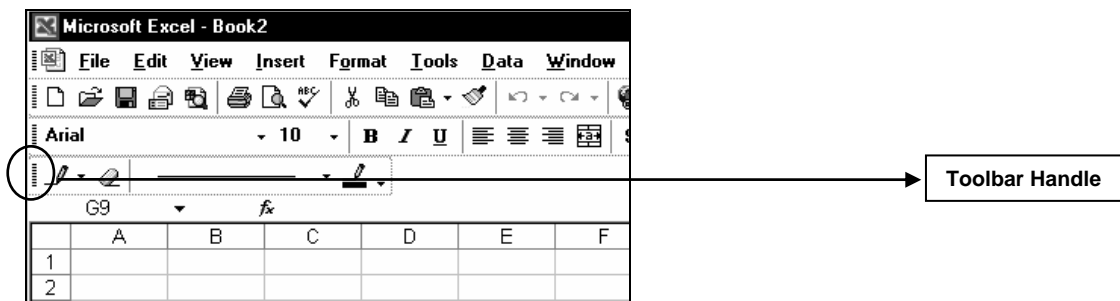 Microsoft Excel - Book2
File Edit View Insert Format Tools Data Window
ABC
Arial 10 B I U a
Toolbar Handle
G9 fx
A B C D E F
1
2